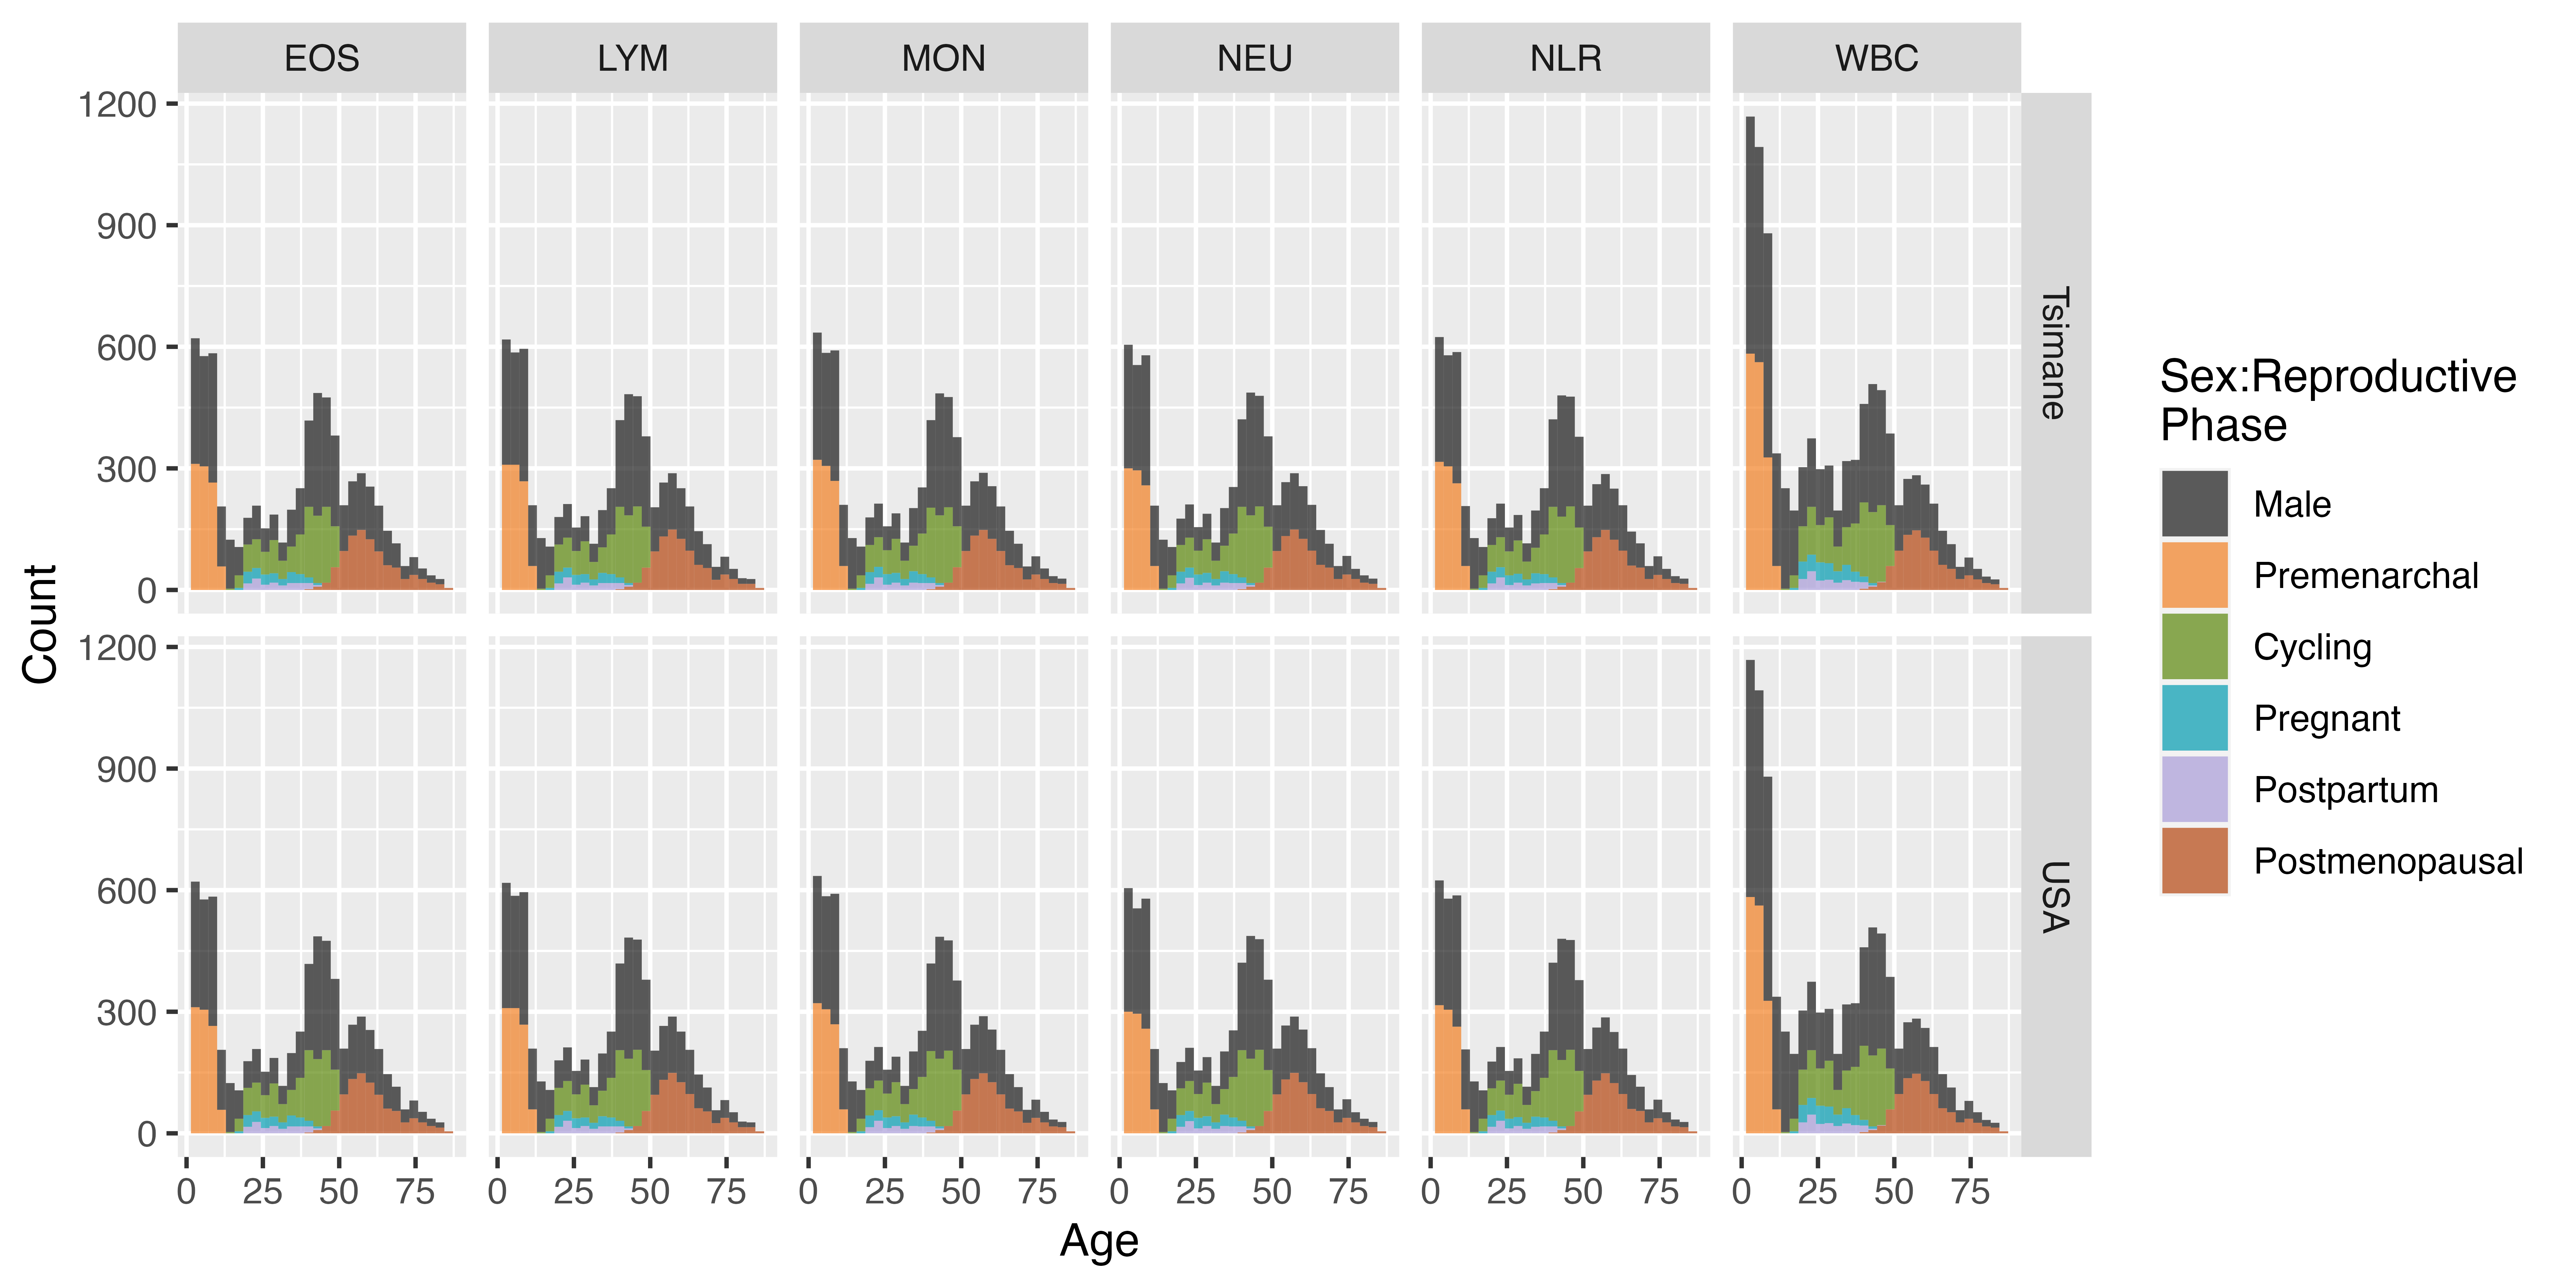 EOS LYM MON NEU NLR WBC
1200
900
600
300
0
Tsimane
1200
900
600
300
0
USA
0 25 50 75 0 25 50 75 0 25 50 75 0 25 50 75 0 25 50 75 0 25 50 75
Age
Count
Sex:Reproductive
Phase
Male
Premenarchal
Cycling
Pregnant
Postpartum
Postmenopausal